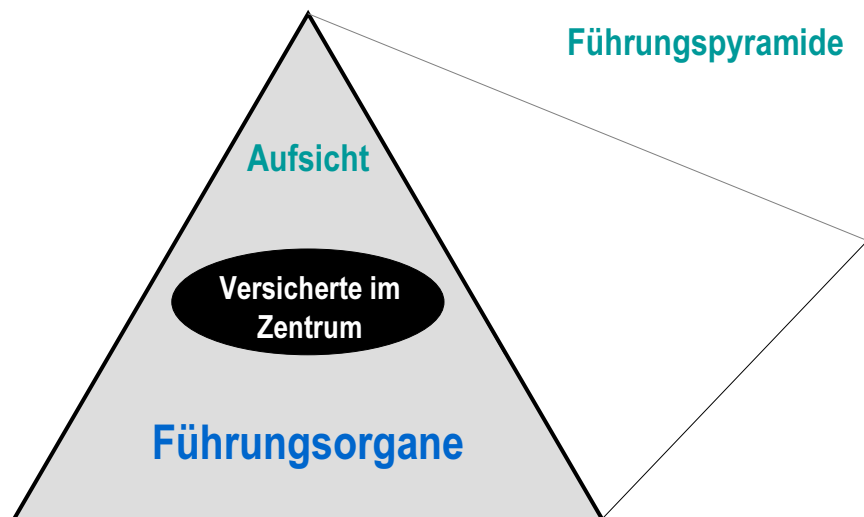 Führungspyramide
Aufsicht
Versicherte im
Zentrum
Führungsorgane